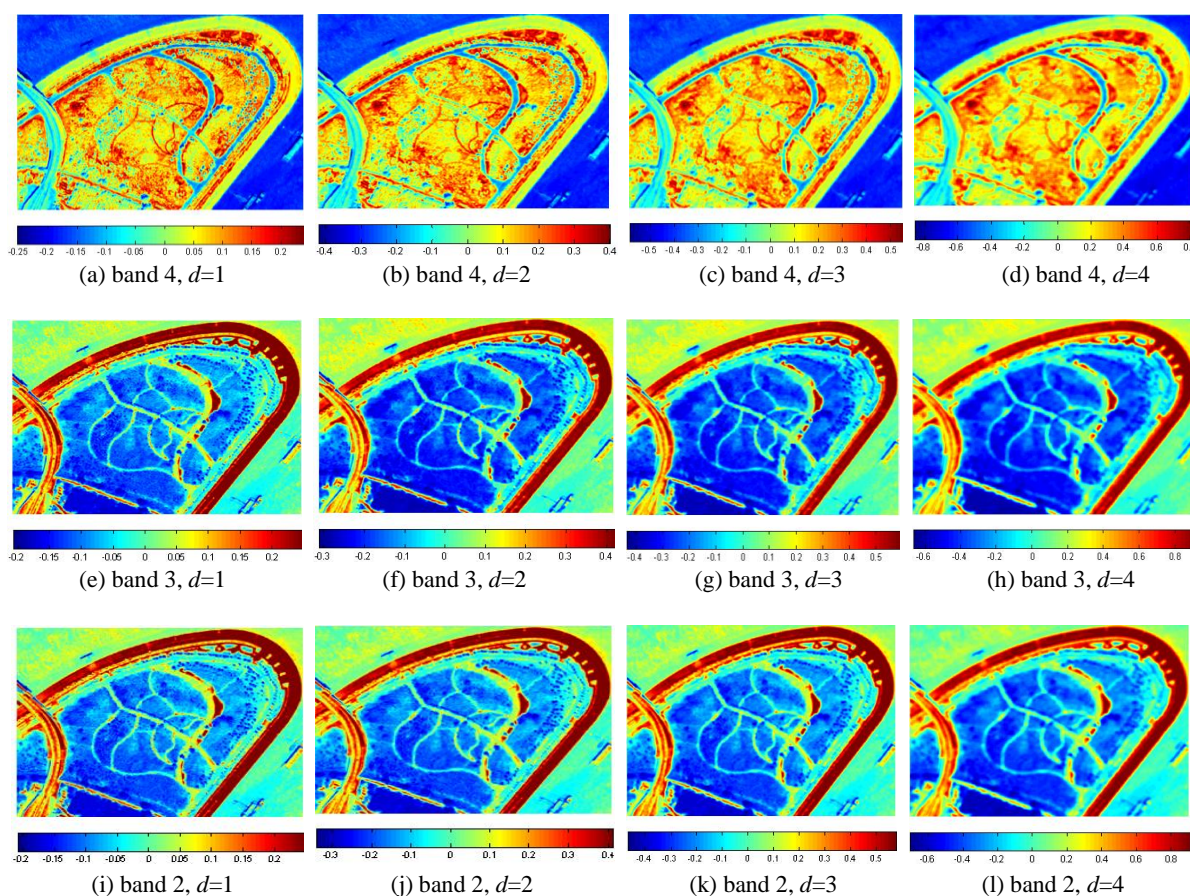 -0.25 -0.2 -0.15 -0.1 -0.05 0 0.05 0.1 0.15 0.2
-0.4 -0.3 -0.2 -0.1 0 0.1 0.2 0.3 0.4
-0.5 -0.4 -0.3 -0.2 -0.1 0 0.1 0.2 0.3 0.4 0.5
-0.8 -0.6 -0.4 -0.2 0 0.2 0.4 0.6
(a) band 4, d=1
(b) band 4, d=2
(c) band 4, d=3
(d) band 4, d=4
-0.2 -0.15 -0.1 -0.05 0 0.05 0.1 0.15 0.2
-0.3 -0.2 -0.1 0 0.1 0.2 0.3 0.4
-0.4 -0.3 -0.2 -0.1 0 0.1 0.2 0.3 0.4 0.5
-0.6 -0.4 -0.2 0 0.2 0.4 0.6 0.8
(e) band 3, d=1
(f) band 3, d=2
(g) band 3, d=3
(h) band 3, d=4
-0.2 -0.15 -0.1 -0.05 0 0.05 0.1 0.15 0.2
-0.3 -0.2 -0.1 0 0.1 0.2 0.3 0.4
-0.4 -0.3 -0.2 -0.1 0 0.1 0.2 0.3 0.4 0.5
-0.6 -0.4 -0.2 0 0.2 0.4 0.6 0.8
(i) band 2, d=1
(j) band 2, d=2
(k) band 2, d=3
(l) band 2, d=4